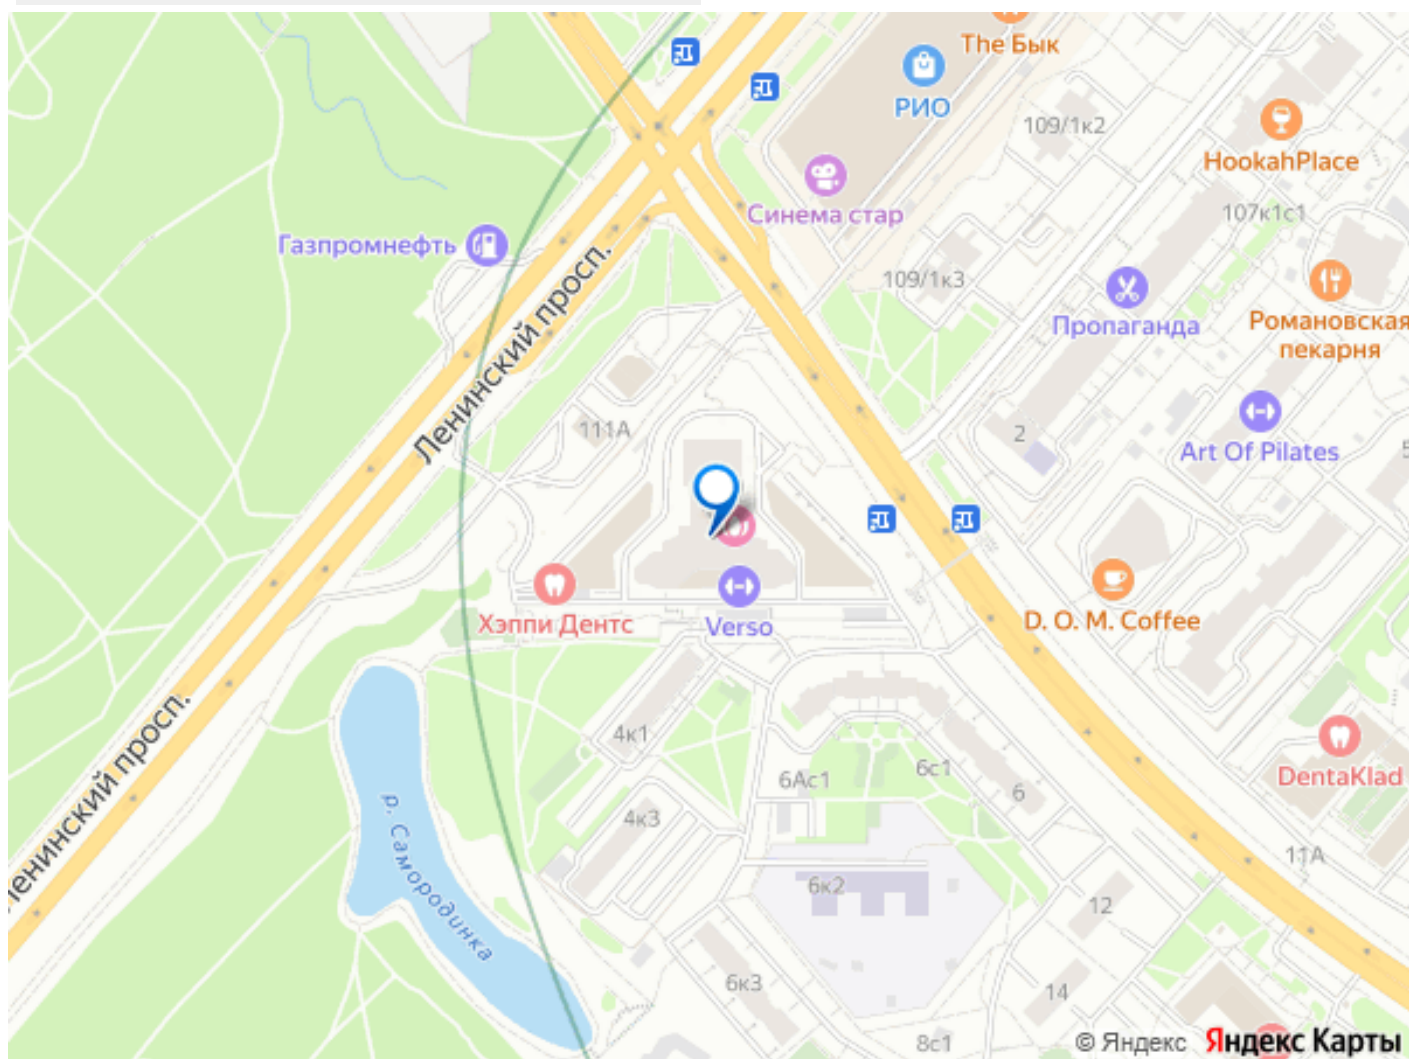 The Бык
РИО
109/1к2
HookahPlace
Синема стар
107к1с1
Газпромнефть
109/1к3
Пропаганда
Романовская
пекарня
Ленинский просп.
111А
2
Art Of Pilates
D. O. M. Coffee
Хэппи Дентс
Verso
Ленинский просп.
4к1
6Ас1
6с1
6
DentaKlad
4к3
р. Самородинка
11А
6к2
12
6к3
14
8с1
© Яндекс Яндекс Карты